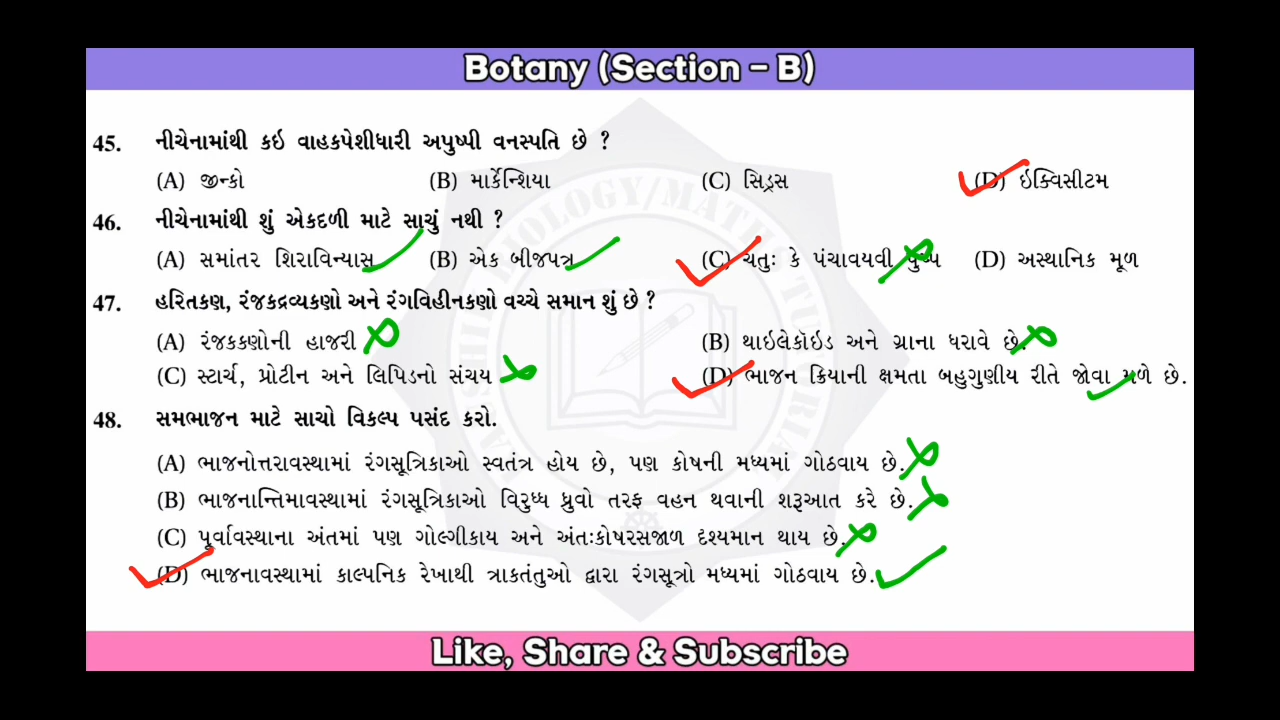 Botany (Section – B)
45. નીચેનામાંથી કઇ વાહકપેશીધારી અપુષ્પી વનસ્પતિ છે ?
(A) જીન્કો (B) માર્કેન્શિયા (C) સિડ્રસ (D) ઇક્વિસીટમ
46. નીચેનામાંથી શું એકદળી માટે સાચું નથી ?
(A) સમાંતર શિરાવિન્યાસ (B) એક બીજપત્ર (C) ચતુઃ કે પંચાવયવી પુષ્પ (D) અસ્થાનિક મૂળ
47. હરિતકણ, રંજકદ્રવ્યકણો અને રંગવિહીનકણો વચ્ચે સમાન શું છે ?
(A) રંજકકણોની હાજરી (B) થાઇલેકૉઇડ અને ગ્રાના ધરાવે છે.
(C) સ્ટાર્ચ, પ્રોટીન અને લિપિડનો સંચય (D) ભાજન ક્રિયાની ક્ષમતા બહુગુણીય રીતે જોવા મળે છે.
48. સમભાજન માટે સાચો વિકલ્પ પસંદ કરો.
(A) ભાજનોત્તરાવસ્થામાં રંગસૂત્રિકાઓ સ્વતંત્ર હોય છે, પણ કોષની મધ્યમાં ગોઠવાય છે.
(B) ભાજનાન્તિમાવસ્થામાં રંગસૂત્રિકાઓ વિરુધ્ધ ધ્રુવો તરફ વહન થવાની શરૂઆત કરે છે.
(C) પૂર્વાવસ્થાના અંતમાં પણ ગોલ્ગીકાય અને અંતઃકોષરસજાળ દૃશ્યમાન થાય છે.
(D) ભાજનાવસ્થામાં કાલ્પનિક રેખાથી ત્રાકતંતુઓ દ્વારા રંગસૂત્રો મધ્યમાં ગોઠવાય છે.
Like, Share & Subscribe